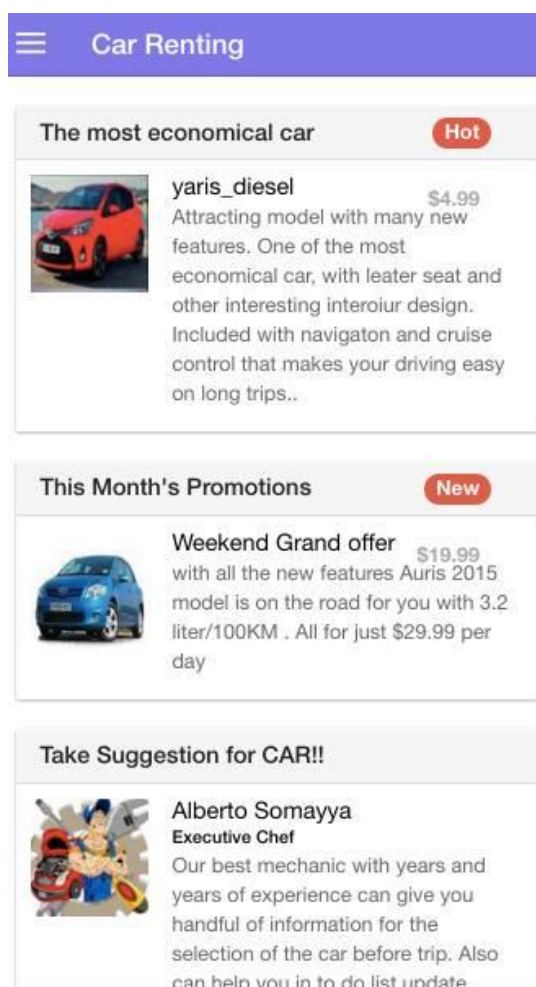 Car Renting
The most economical car Hot
yaris_diesel $4.99
Attracting model with many new
features. One of the most
economical car, with leater seat and
other interesting interoiur design.
Included with navigaton and cruise
control that makes your driving easy
on long trips..
This Month's Promotions New
Weekend Grand offer $19.99
with all the new features Auris 2015
model is on the road for you with 3.2
liter/100KM . All for just $29.99 per
day
Take Suggestion for CAR!!
Alberto Somayya
Executive Chef
Our best mechanic with years and
years of experience can give you
handful of information for the
selection of the car before trip. Also
can help you in to do list update